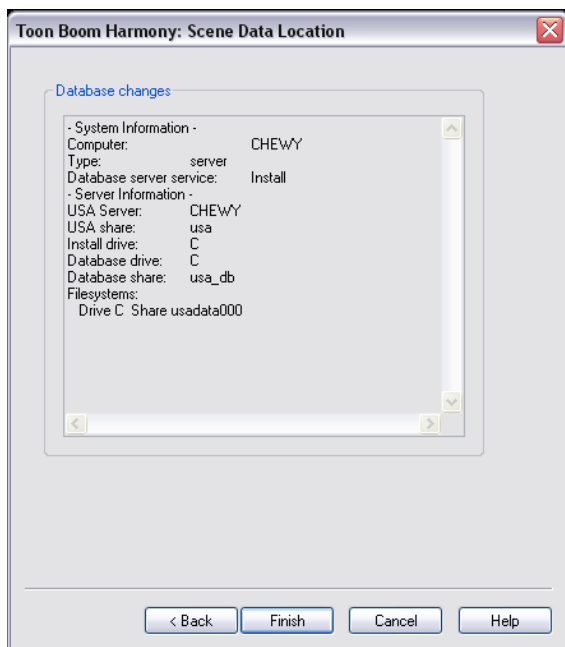 Toon Boom Harmony: Scene Data Location
Database changes
- System Information -
Computer: CHEWY
Type: server
Database server service: Install
- Server Information -
USA Server: CHEWY
USA share: usa
Install drive: C
Database drive: C
Database share: usa_db
Filesystems:
Drive C Share usadata000
< Back Finish Cancel Help